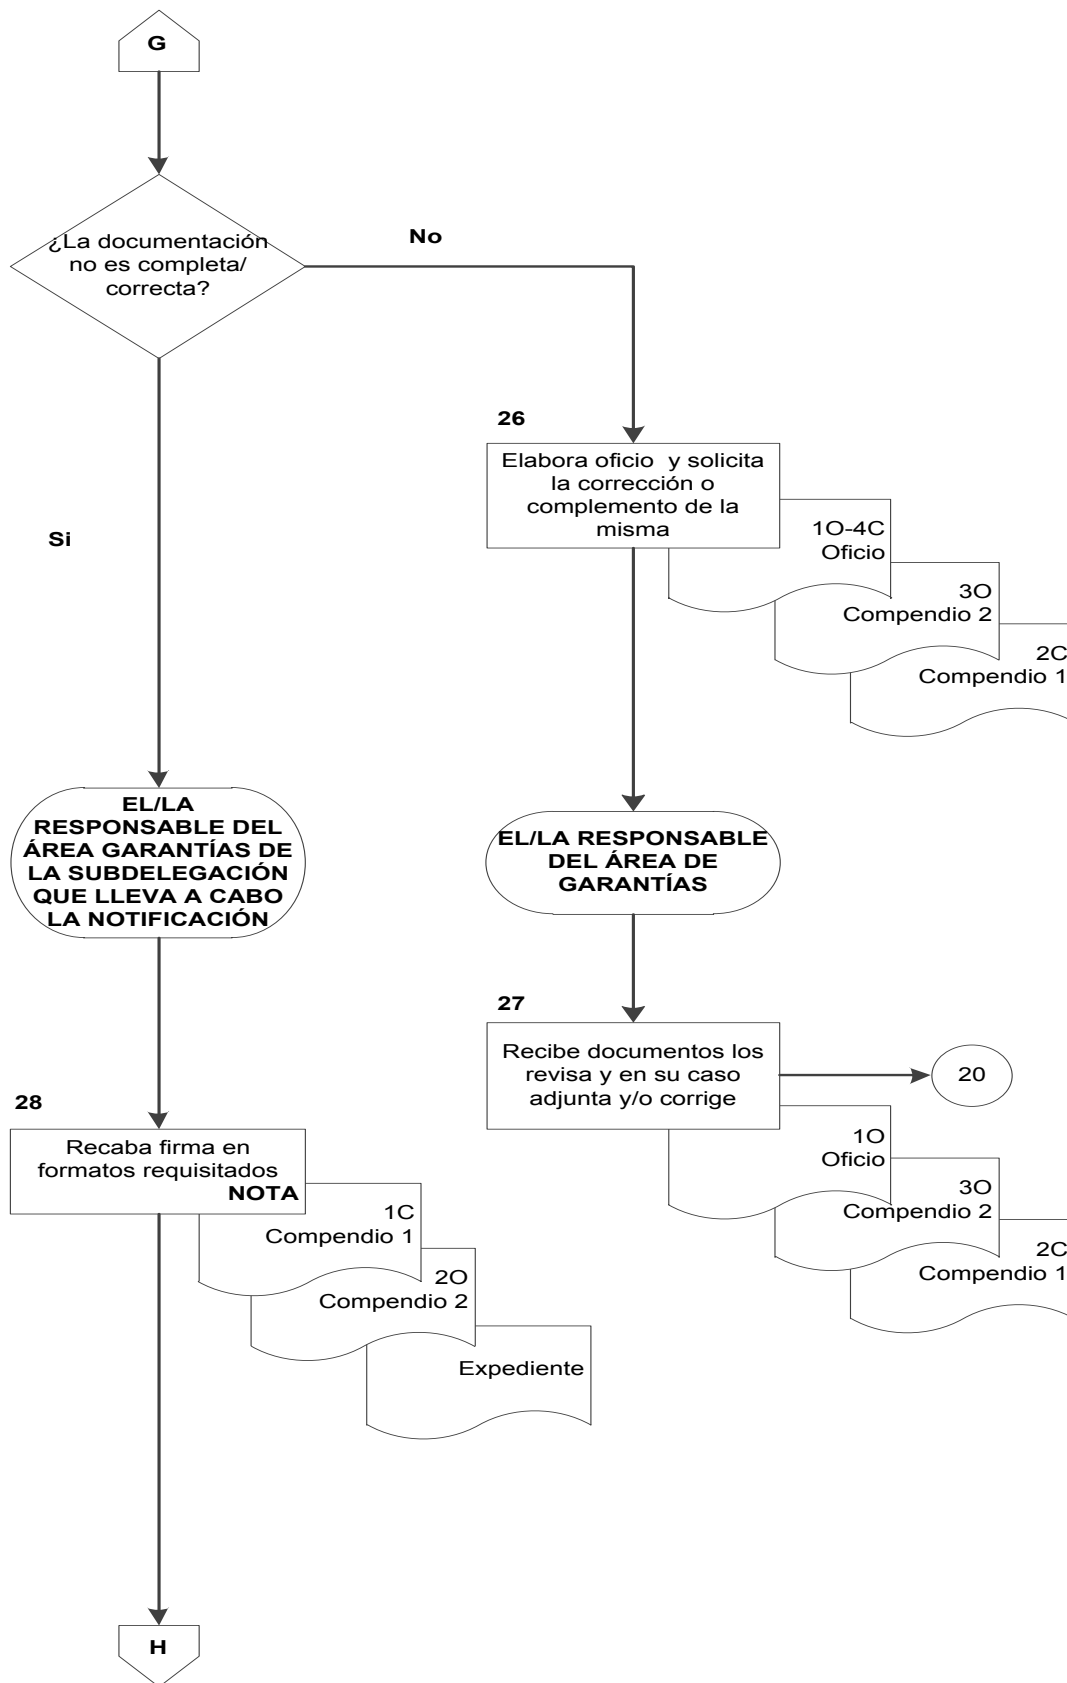 G
¿La documentación
no es completa/
correcta?
No
Si
26
Elabora oficio y solicita
la corrección o
complemento de la
misma
1O-4C
Oficio
3O
Compendio 2
2C
Compendio 1
EL/LA
RESPONSABLE DEL
ÁREA GARANTÍAS DE
LA SUBDELEGACIÓN
QUE LLEVA A CABO
LA NOTIFICACIÓN
EL/LA RESPONSABLE
DEL ÁREA DE
GARANTÍAS
27
Recibe documentos los
revisa y en su caso
adjunta y/o corrige
20
1O
Oficio
3O
Compendio 2
2C
Compendio 1
28
Recaba firma en
formatos requisitados
NOTA
1C
Compendio 1
2O
Compendio 2
Expediente
H